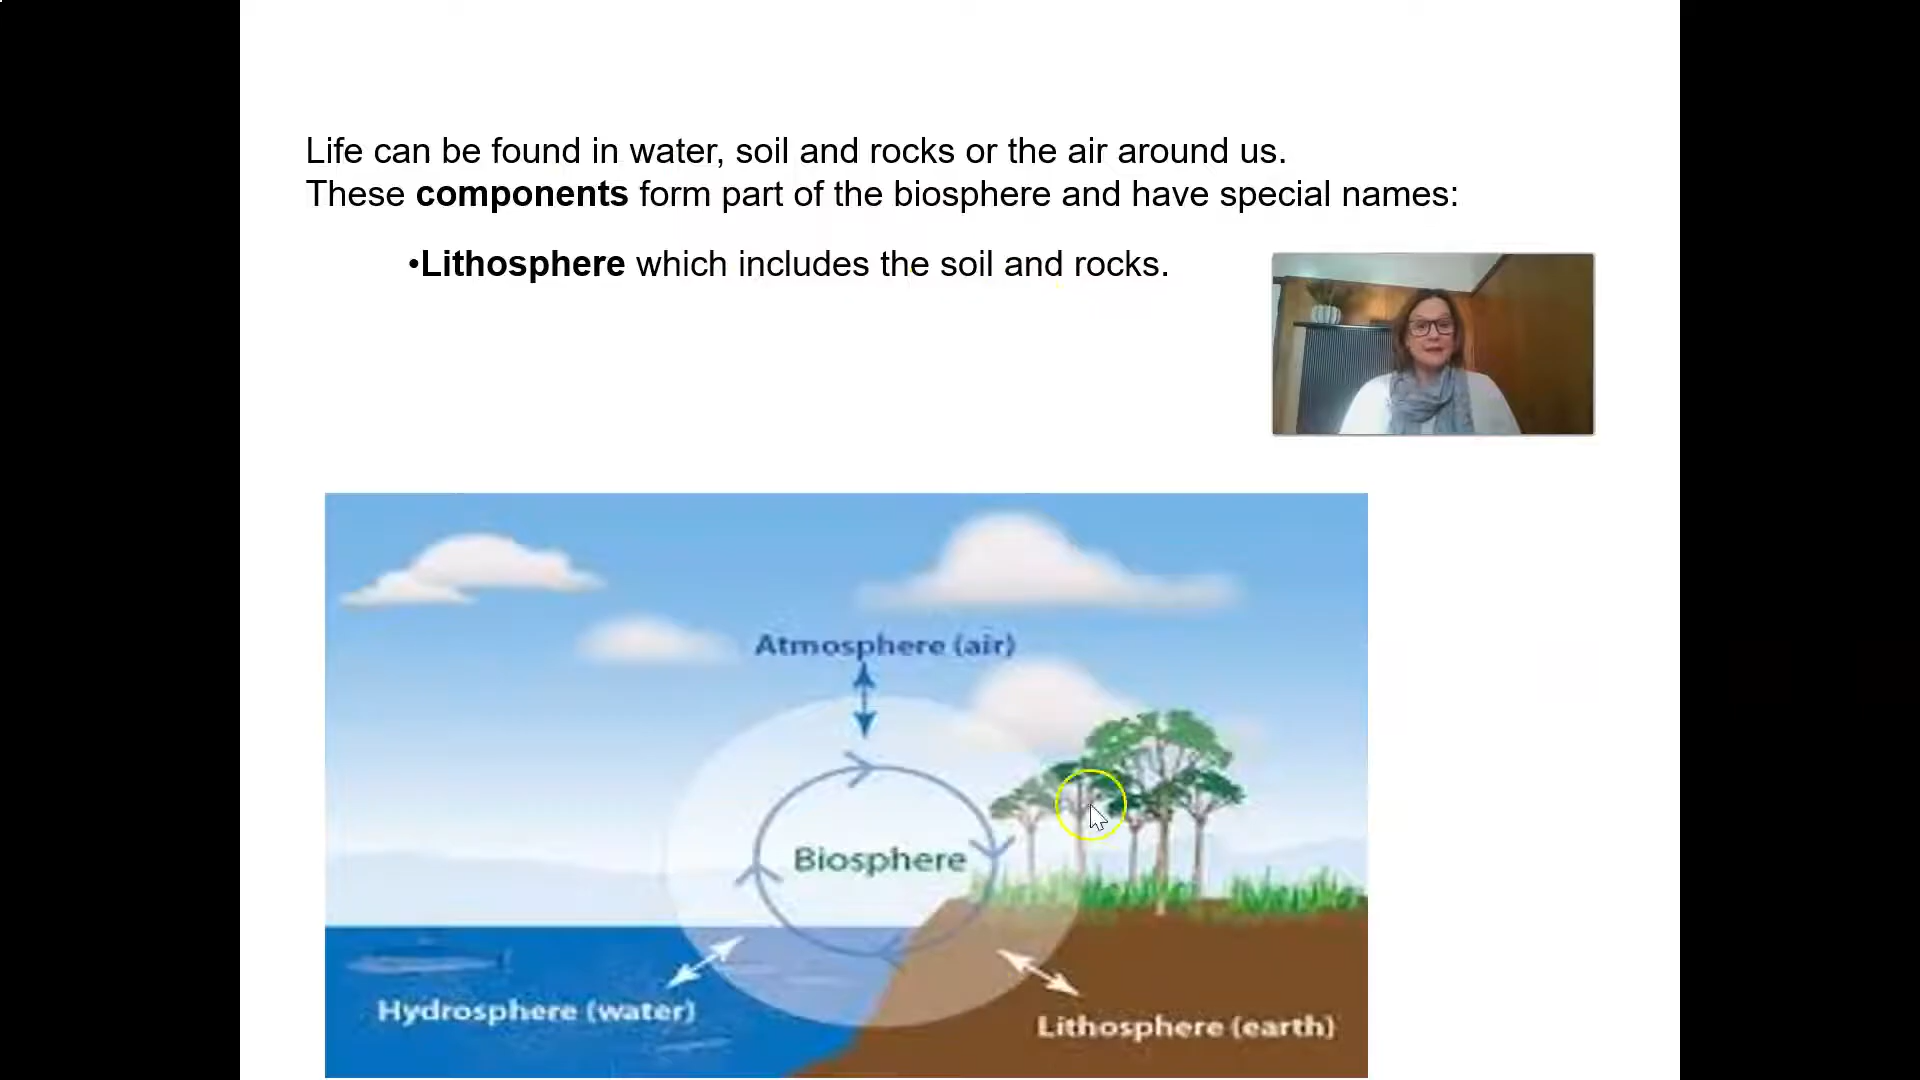 Life can be found in water, soil and rocks or the air around us.
These components form part of the biosphere and have special names:
•Lithosphere which includes the soil and rocks.
Atmosphere (air)
Biosphere
Hydrosphere (water)
Lithosphere (earth)